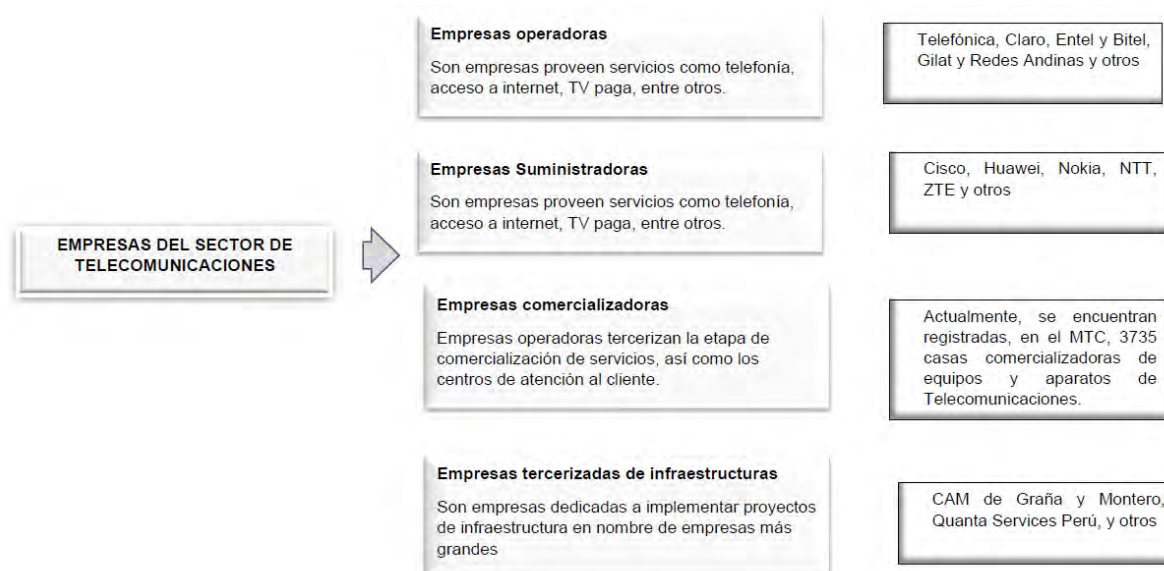 EMPRESAS DEL SECTOR DE
TELECOMUNICACIONES
Empresas operadoras
Son empresas proveen servicios como telefonía,
acceso a internet, TV paga, entre otros.
Telefónica, Claro, Entel y Bitel,
Gilat y Redes Andinas y otros
Empresas Suministradoras
Son empresas proveen servicios como telefonía,
acceso a internet, TV paga, entre otros.
Cisco, Huawei, Nokia, NTT,
ZTE y otros
Empresas comercializadoras
Empresas operadoras tercerizan la etapa de
comercialización de servicios, así como los
centros de atención al cliente.
Actualmente, se encuentran
registradas, en el MTC, 3735
casas comercializadoras de
equipos y aparatos de
Telecomunicaciones.
Empresas tercerizadas de infraestructuras
Son empresas dedicadas a implementar proyectos
de infraestructura en nombre de empresas más
grandes
CAM de Graña y Montero,
Quanta Services Perú, y otros